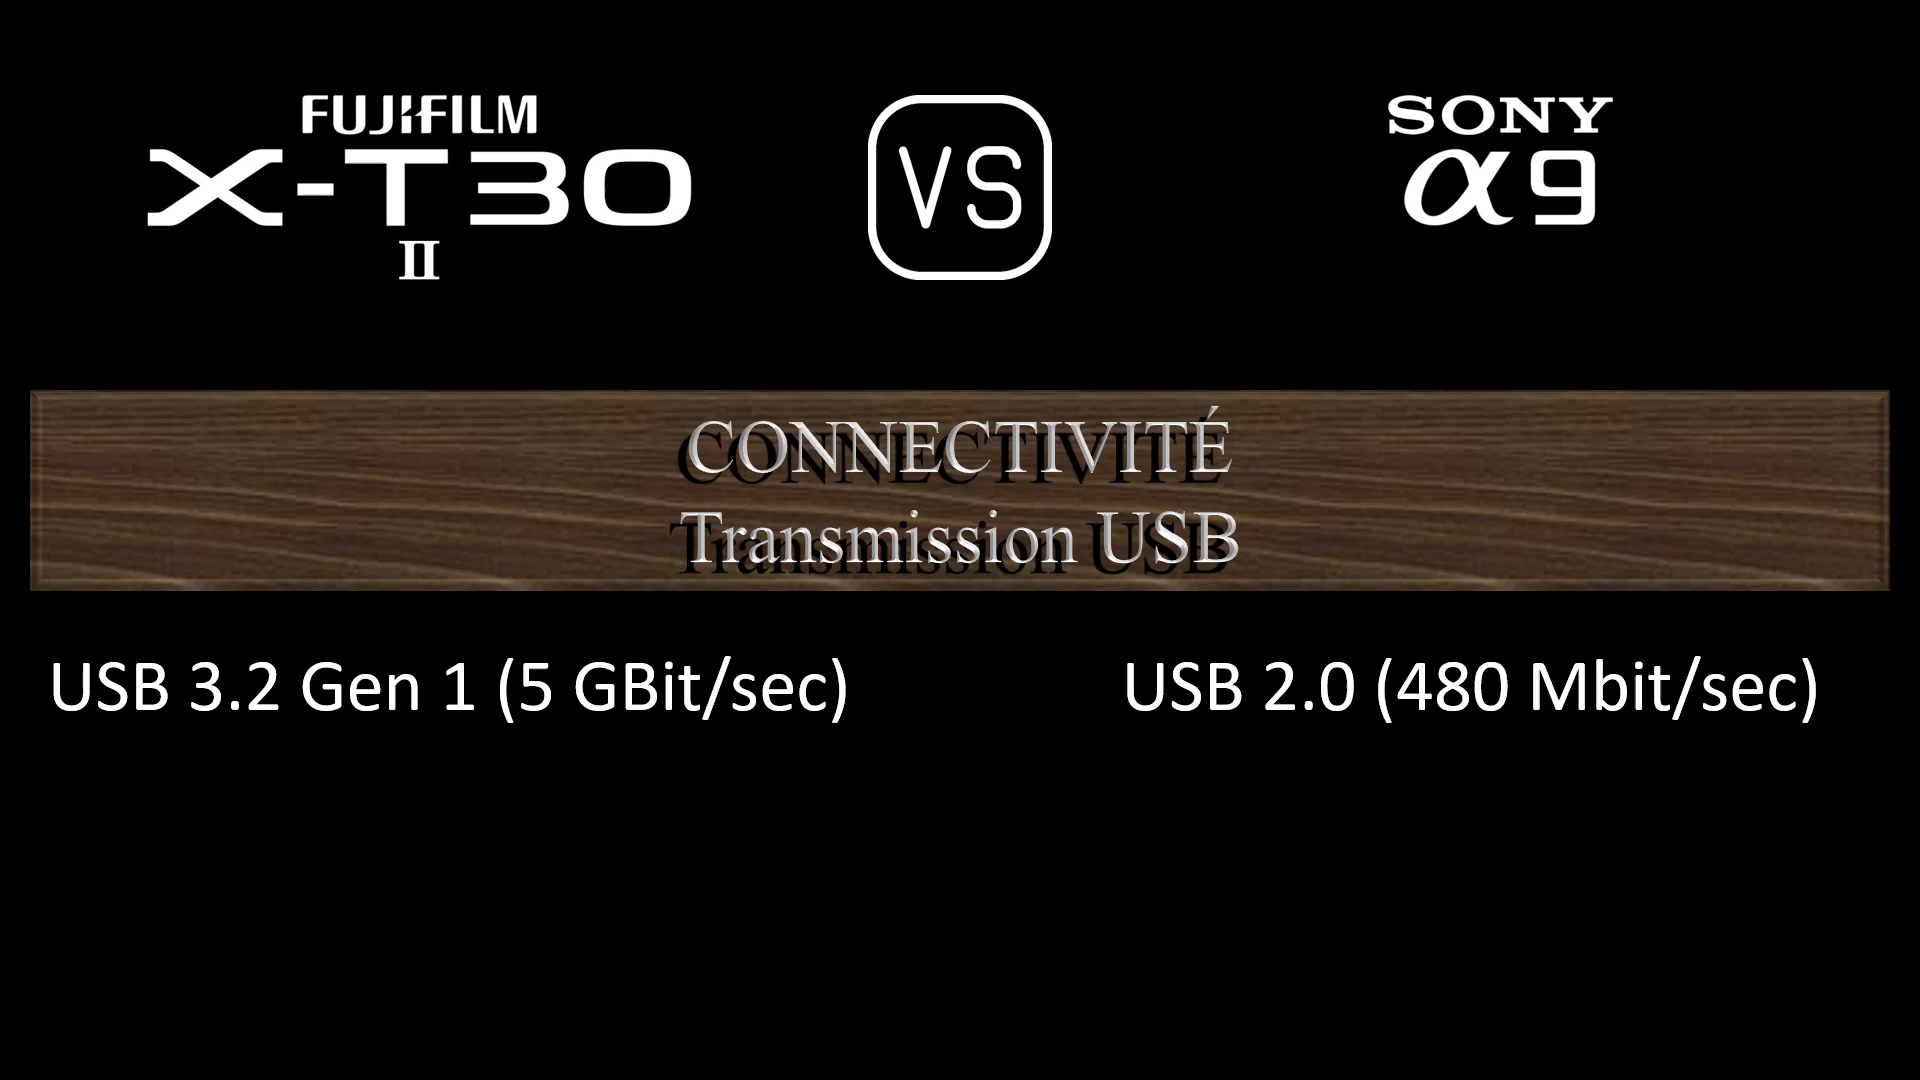 FUJIFILM
X-T30
II
VS
SONY
α9
CONNECTIVITÉ
Transmission USB
USB 3.2 Gen 1 (5 GBit/sec)
USB 2.0 (480 Mbit/sec)